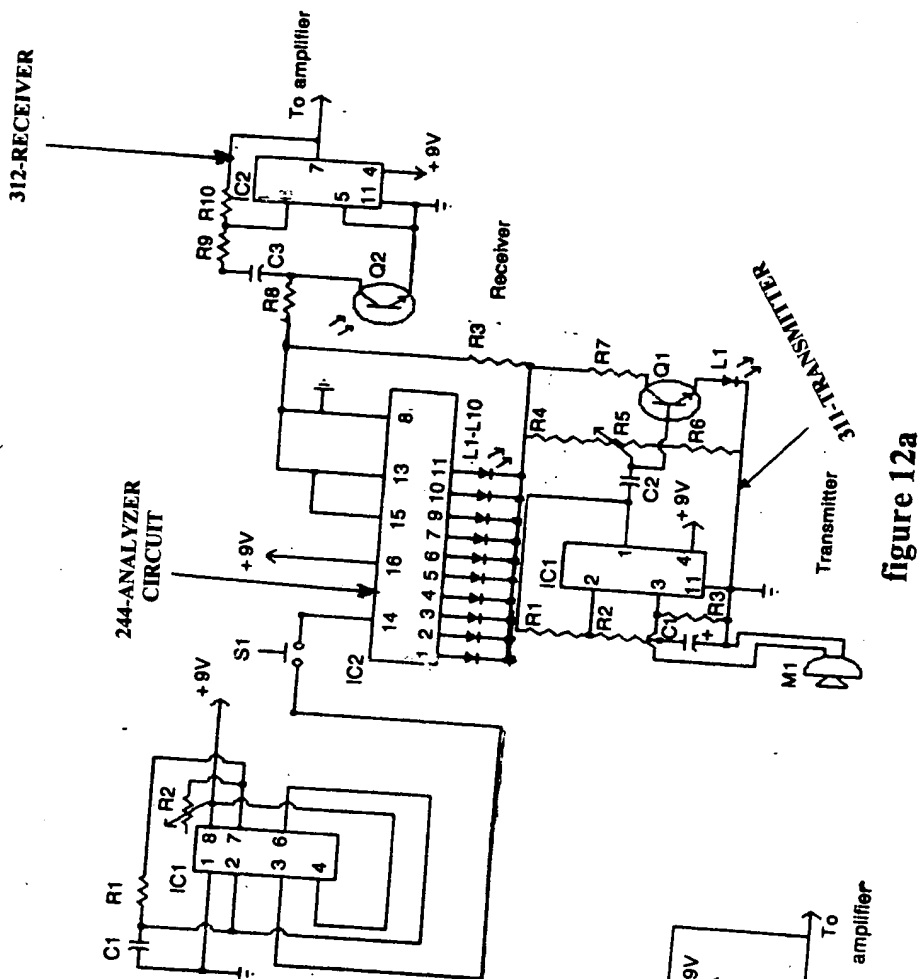 312-RECEIVER
To amplifier
R10
R9
IC2
7
5
11
4
+9V
C3
R8
Q2
Receiver
244-ANALYZER
CIRCUIT
+9V
S1
14
16
15
13
8
IC2
1
2
3
4
5
6
7
9
10
11
L1-L10
R3
R7
Q1
L1
R4
R5
R6
C2
+9V
IC1
1
2
3
4
11
R1
R2
R3
C1
+
M1
Transmitter
311-TRANSMITTER
+9V
R2
R1
C1
IC1
1
8
2
7
3
6
4
9V
To
amplifier
figure 12a